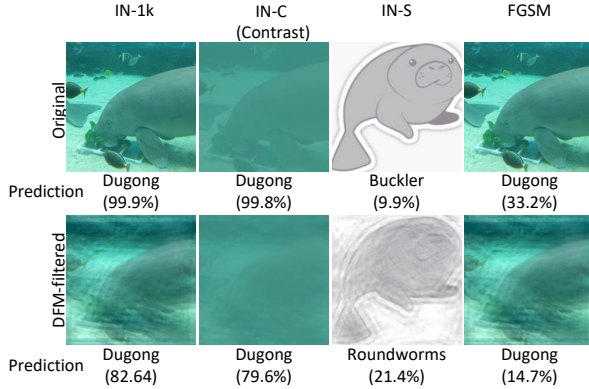 IN-1k IN-C (Contrast) IN-S FGSM
Original
Prediction Dugong (99.9%) Dugong (99.8%) Buckler (9.9%) Dugong (33.2%)
DFM-filtered
Prediction Dugong (82.64) Dugong (79.6%) Roundworms (21.4%) Dugong (14.7%)